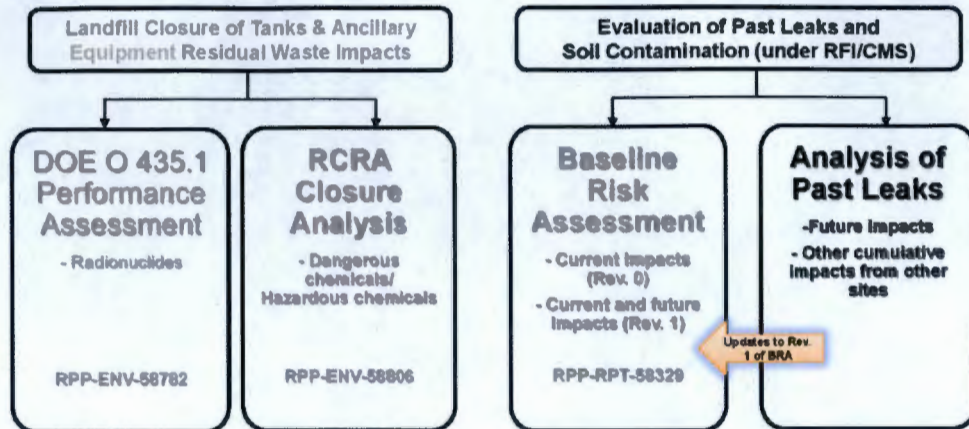 Landfill Closure of Tanks & Ancillary
Equipment Residual Waste Impacts
Evaluation of Past Leaks and
Soil Contamination (under RFI/CMS)
DOE O 435.1
Performance
Assessment
- Radionuclides
RPP-ENV-58782
RCRA
Closure
Analysis
- Dangerous
chemicals/
Hazardous chemicals
RPP-ENV-58806
Baseline
Risk
Assessment
- Current Impacts
(Rev. 0)
- Current and future
Impacts (Rev. 1)
RPP-RPT-58329
Analysis of
Past Leaks
-Future Impacts
- Other cumulative
impacts from other
sites
Updates to Rev.
1 of BRA